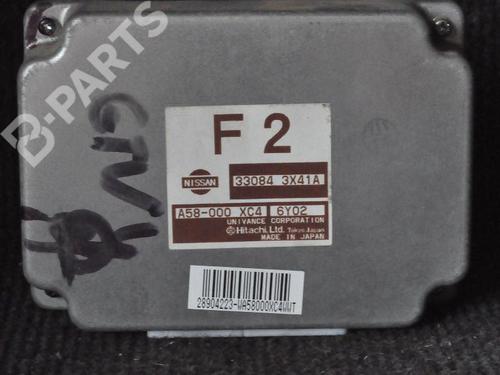 B-PARTS
F 2
NISSAN 33084 3X41A
A58-000 XC4 6Y02
UNIVANCE CORPORATION
Hitachi, Ltd. Tokyo Japan
MADE IN JAPAN
28904223-WA58000XC4WWT